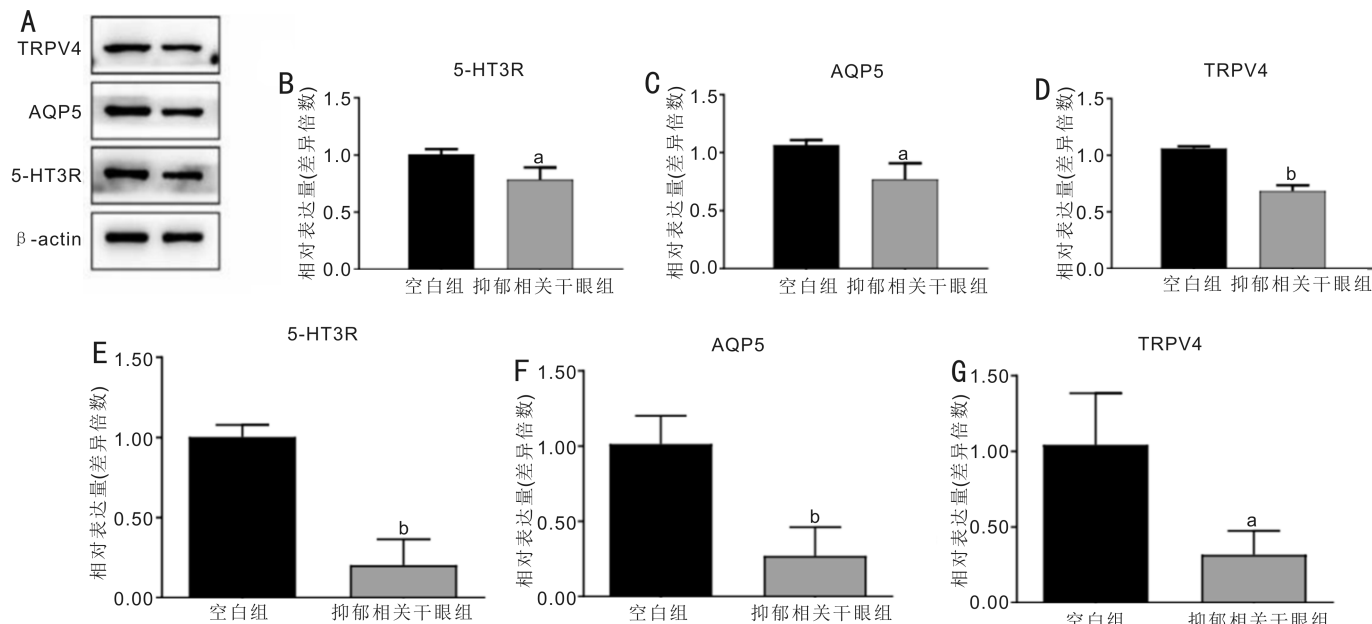 A
TRPV4
AQP5
5-HT3R
β-actin
B
5-HT3R
相对表达量(差异倍数)
1.5
1.0
0.5
0.0
a
空白组 抑郁相关干眼组
C
AQP5
相对表达量(差异倍数)
1.5
1.0
0.5
0.0
a
空白组 抑郁相关干眼组
D
TRPV4
相对表达量(差异倍数)
1.5
1.0
0.5
0.0
b
空白组 抑郁相关干眼组
E
5-HT3R
相对表达量(差异倍数)
1.50
1.00
0.50
0.00
b
空白组 抑郁相关干眼组
F
AQP5
相对表达量(差异倍数)
1.50
1.00
0.50
0.00
b
空白组 抑郁相关干眼组
G
TRPV4
相对表达量(差异倍数)
1.50
1.00
0.50
0.00
a
空白组 抑郁相关干眼组